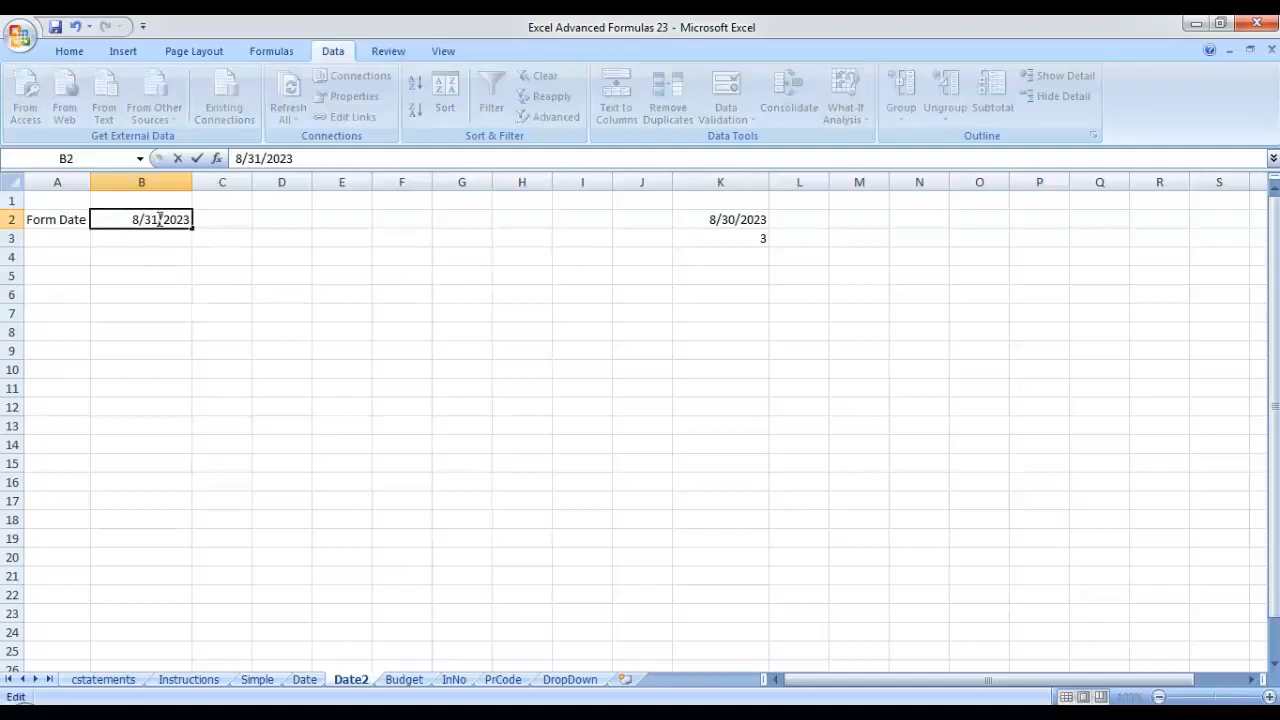 Excel Advanced Formulas 23 - Microsoft Excel
Home Insert Page Layout Formulas Data Review View
From Access
From Web
From Text
From Other Sources
Existing Connections
Get External Data
Refresh All
Connections
Properties
Edit Links
Connections
Sort
Filter
Clear
Reapply
Advanced
Sort & Filter
Text to Columns
Remove Duplicates
Data Validation
Consolidate
What-If Analysis
Data Tools
Group
Ungroup
Subtotal
Show Detail
Hide Detail
Outline
B2 fx 8/31/2023
A B C D E F G H I J K L M N O P Q R S
1
2 Form Date 8/31/2023 8/30/2023
3 3
4
5
6
7
8
9
10
11
12
13
14
15
16
17
18
19
20
21
22
23
24
25
26
cstatements Instructions Simple Date Date2 Budget InNo PrCode DropDown
Edit 100%